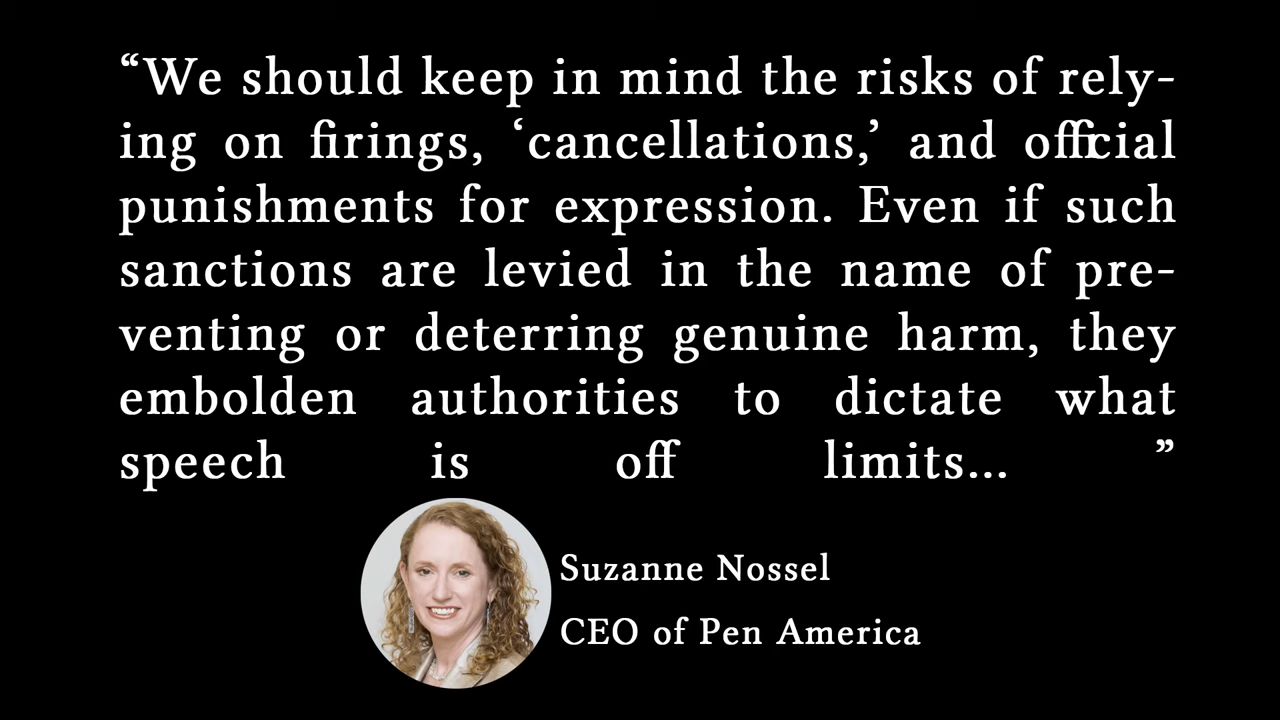 “We should keep in mind the risks of rely-
ing on firings, ‘cancellations,’ and official
punishments for expression. Even if such
sanctions are levied in the name of pre-
venting or deterring genuine harm, they
embolden authorities to dictate what
speech is off limits... ”
Suzanne Nossel
CEO of Pen America